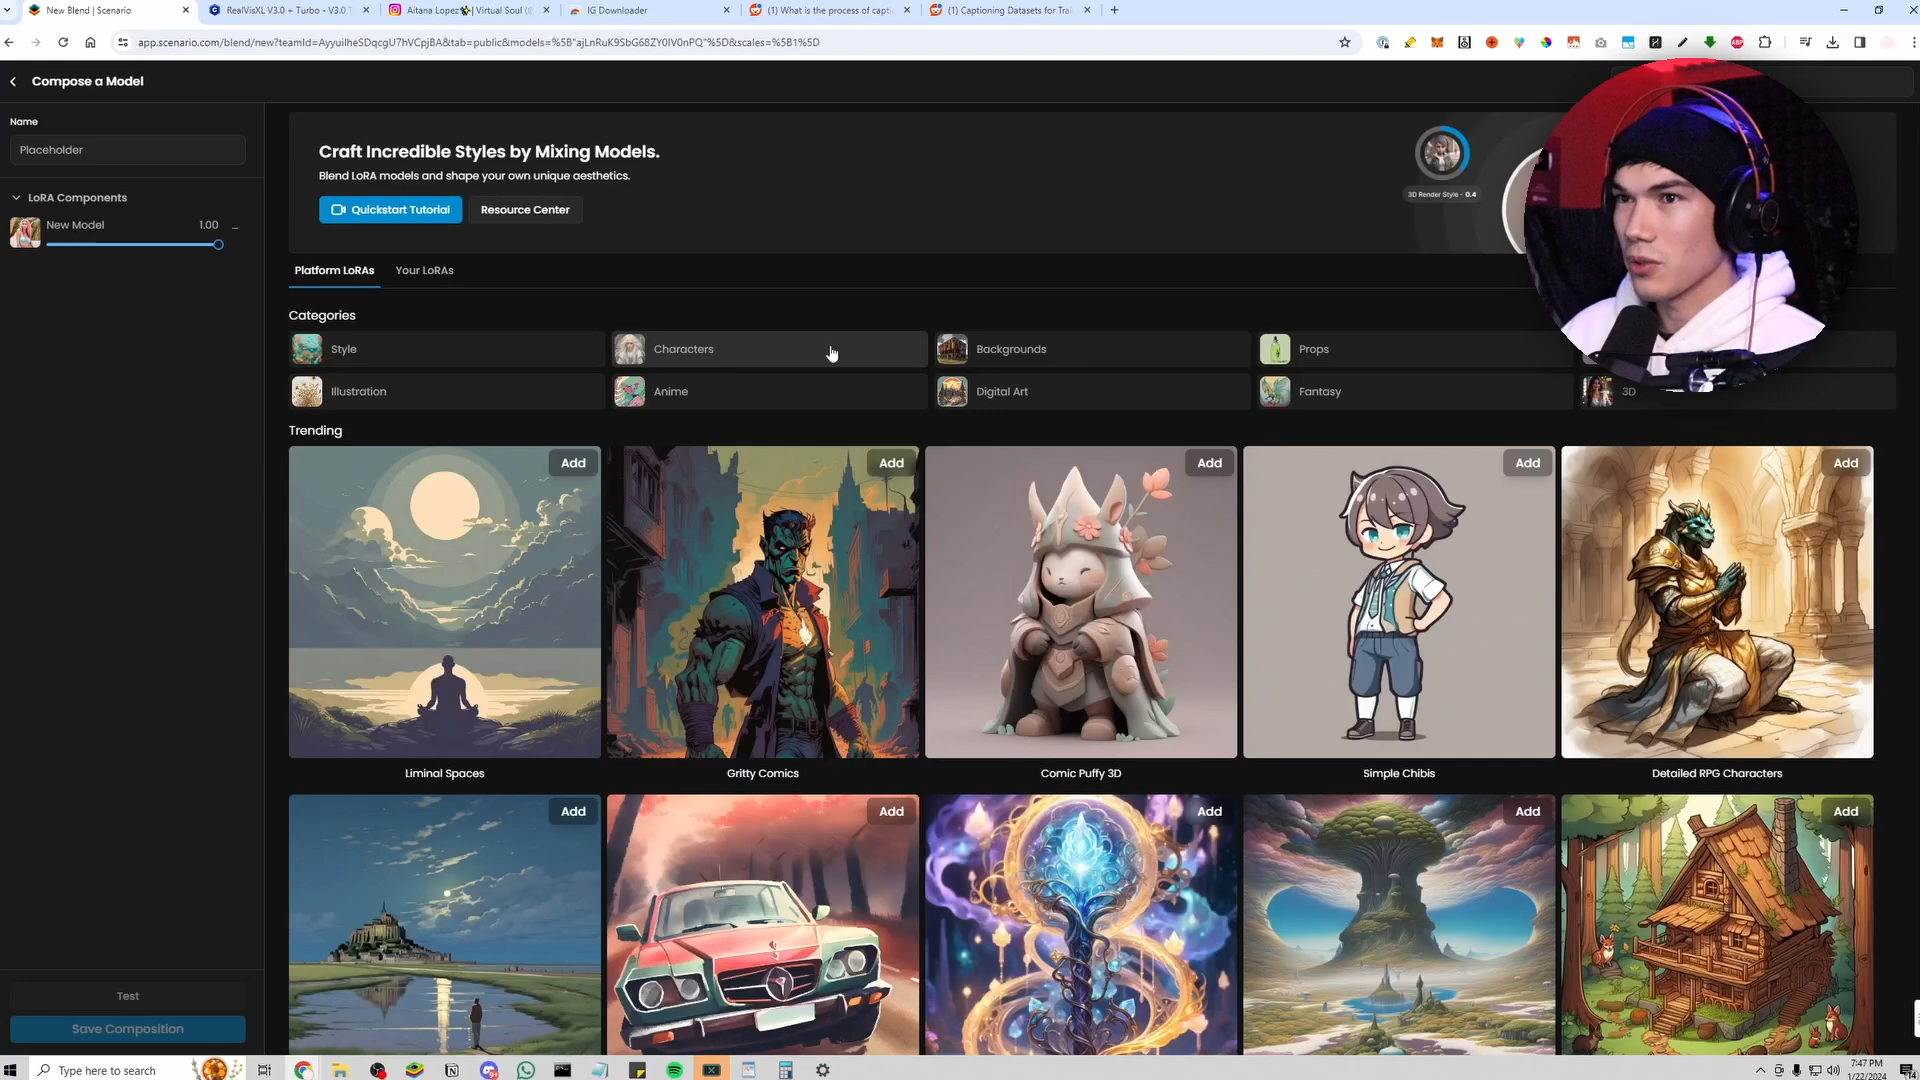 New Blend | Scenario
RealVisXL V3.0 + Turbo - V3.0 T
Aitana Lopez | Virtual Soul (@
IG Downloader
(1) What is the process of capti
(1) Captioning Datasets for Trai
app.scenario.com/blend/new?teamId=AyyuilheSDqcgU7hVCpjBA&tab=public&models=%5B"ajLnRuK9SbG68ZY0lV0nPQ"%5D&scales=%5B1%5D
Compose a Model
Name
Placeholder
LoRA Components
New Model 1.00
Craft Incredible Styles by Mixing Models.
Blend LoRA models and shape your own unique aesthetics.
Quickstart Tutorial
Resource Center
3D Render Style - 0.4
Platform LoRAs
Your LoRAs
Categories
Style
Characters
Backgrounds
Props
Illustration
Anime
Digital Art
Fantasy
3D
Trending
Add
Add
Add
Add
Add
Liminal Spaces
Gritty Comics
Comic Puffy 3D
Simple Chibis
Detailed RPG Characters
Add
Add
Add
Add
Add
Test
Save Composition
Type here to search
7:47 PM
1/22/2024